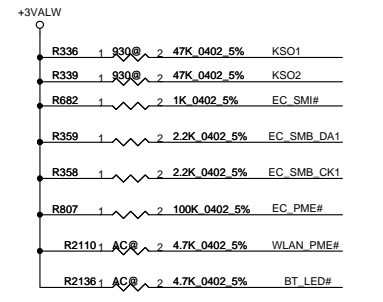 +3VALW
R336 1 930@ 2 47K_0402_5% KSO1
R339 1 930@ 2 47K_0402_5% KSO2
R682 1 2 1K_0402_5% EC_SMI#
R359 1 2 2.2K_0402_5% EC_SMB_DA1
R358 1 2 2.2K_0402_5% EC_SMB_CK1
R807 1 2 100K_0402_5% EC_PME#
R2110 1 AC@ 2 4.7K_0402_5% WLAN_PME#
R2136 1 AC@ 2 4.7K_0402_5% BT_LED#